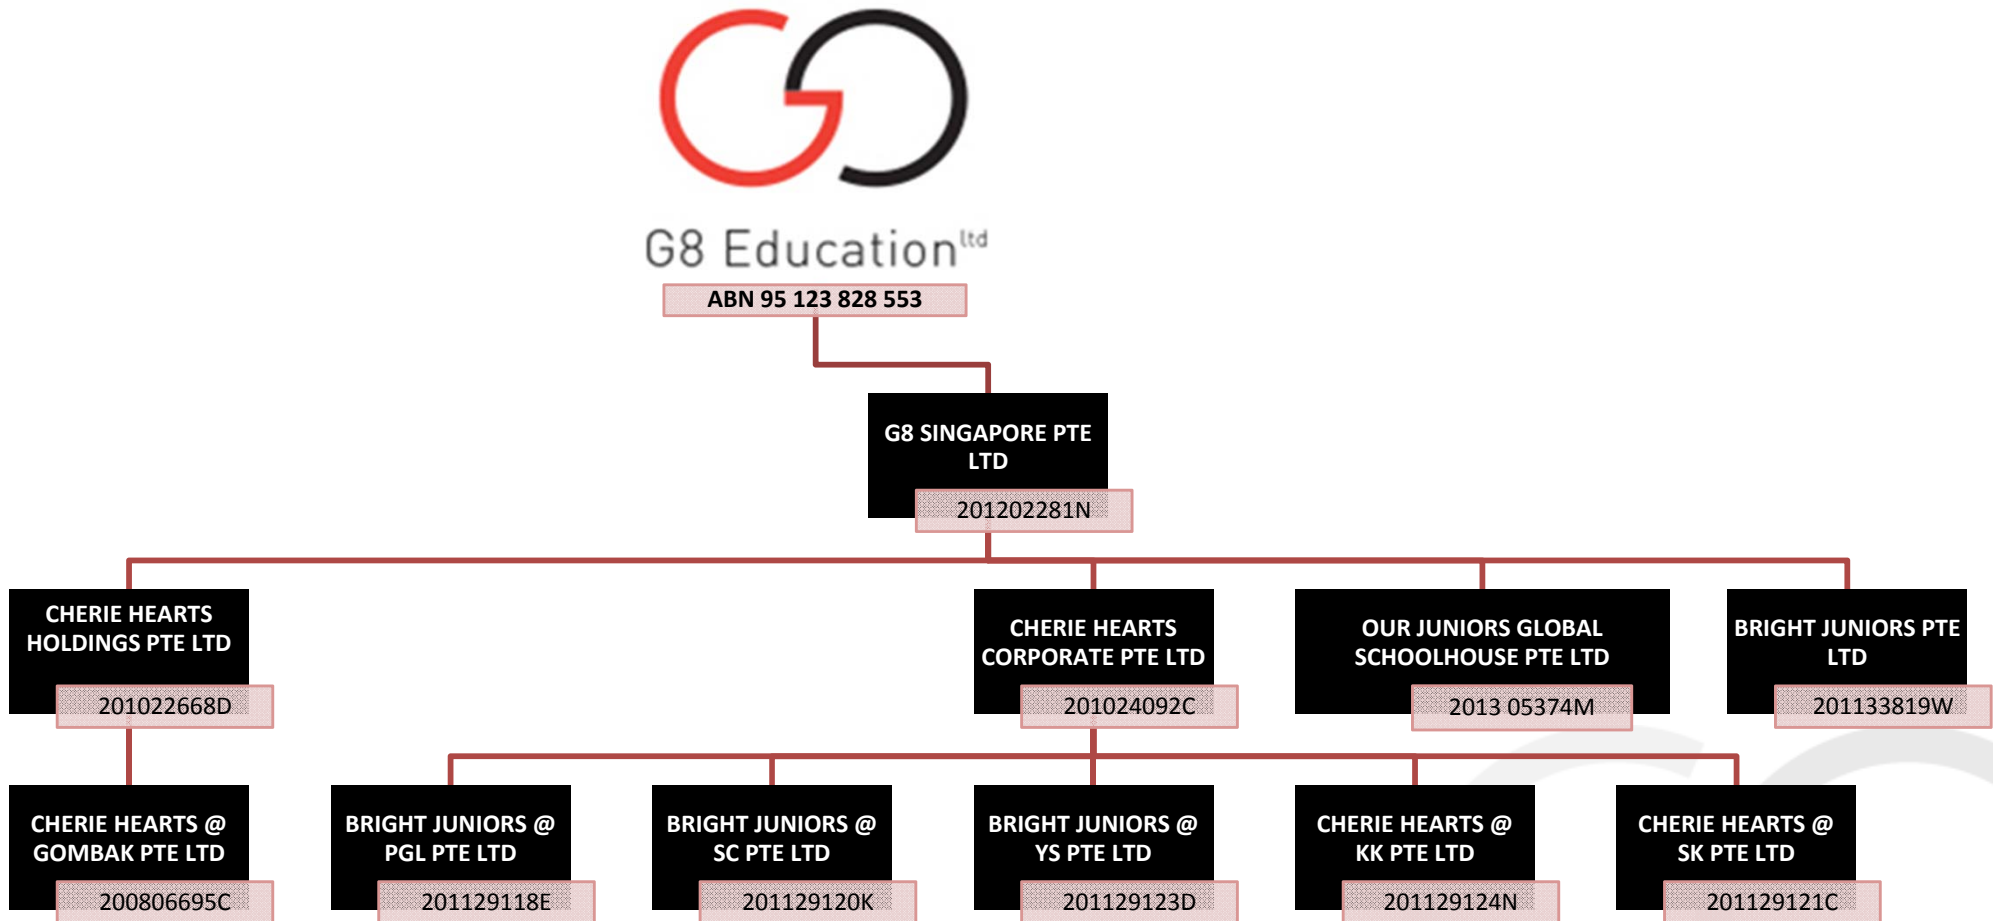 G8 Education ltd
ABN 95 123 828 553
G8 SINGAPORE PTE
LTD
201202281N
CHERIE HEARTS
HOLDINGS PTE LTD
201022668D
CHERIE HEARTS
CORPORATE PTE LTD
201024092C
OUR JUNIORS GLOBAL
SCHOOLHOUSE PTE LTD
2013 05374M
BRIGHT JUNIORS PTE
LTD
201133819W
CHERIE HEARTS @
GOMBAK PTE LTD
200806695C
BRIGHT JUNIORS @
PGL PTE LTD
201129118E
BRIGHT JUNIORS @
SC PTE LTD
201129120K
BRIGHT JUNIORS @
YS PTE LTD
201129123D
CHERIE HEARTS @
KK PTE LTD
201129124N
CHERIE HEARTS @
SK PTE LTD
201129121C